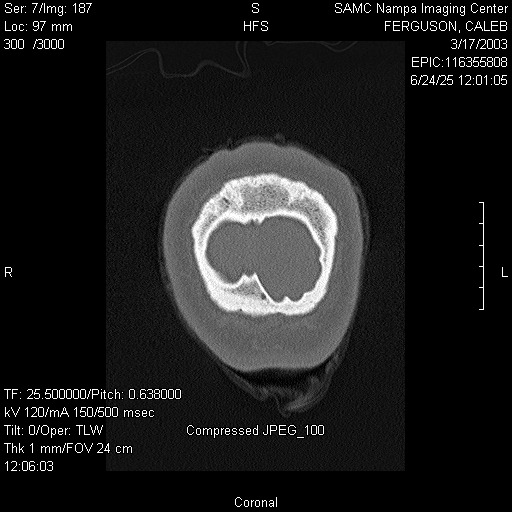 Ser: 7/Img: 187
Loc: 97 mm
300 /3000
S
HFS
SAMC Nampa Imaging Center
FERGUSON, CALEB
3/17/2003
EPIC:116355808
6/24/25 12:01:05
R
L
TF: 25.500000/Pitch: 0.638000
kV 120/mA 150/500 msec
Tilt: 0/Oper: TLW
Thk 1 mm/FOV 24 cm
12:06:03
Compressed JPEG_100
Coronal